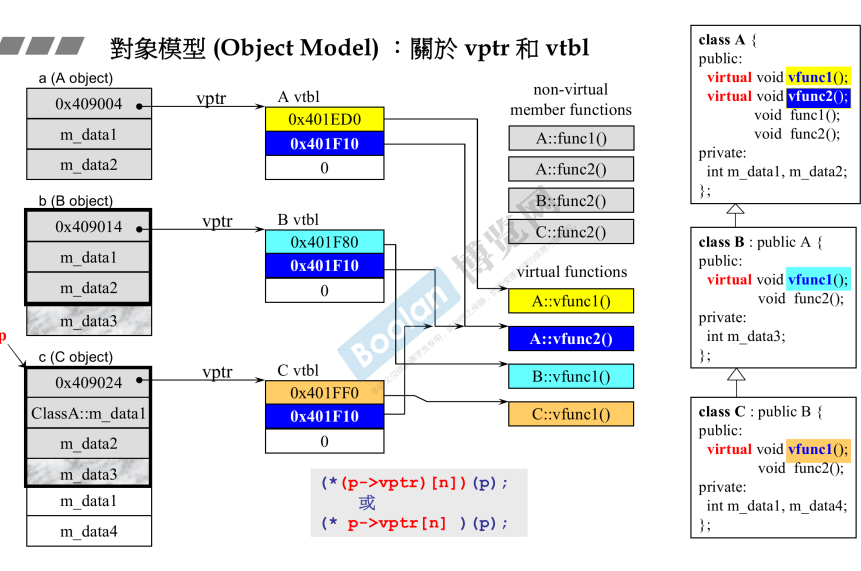 對象模型 (Object Model) ：關於 vptr 和 vtbl
a (A object)
0x409004
m_data1
m_data2
vptr
A vtbl
0x401ED0
0x401F10
0
b (B object)
0x409014
m_data1
m_data2
m_data3
vptr
B vtbl
0x401F80
0x401F10
0
p
c (C object)
0x409024
ClassA::m_data1
m_data2
m_data3
m_data1
m_data4
vptr
C vtbl
0x401FF0
0x401F10
0
non-virtual
member functions
A::func1()
A::func2()
B::func2()
C::func2()
virtual functions
A::vfunc1()
A::vfunc2()
B::vfunc1()
C::vfunc1()
(*(p->vptr)[n])(p);
或
(* p->vptr[n] )(p);
class A {
public:
virtual void vfunc1();
virtual void vfunc2();
void func1();
void func2();
private:
int m_data1, m_data2;
};
class B : public A {
public:
virtual void vfunc1();
void func2();
private:
int m_data3;
};
class C : public B {
public:
virtual void vfunc1();
void func2();
private:
int m_data1, m_data4;
};
Boolan 博览网